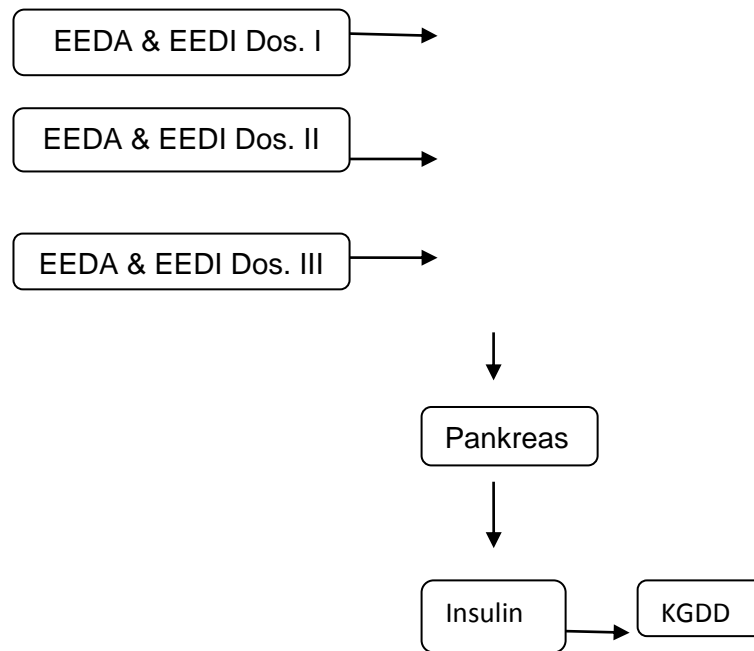 EEDA & EEDI Dos. I
EEDA & EEDI Dos. II
EEDA & EEDI Dos. III
Pankreas
Insulin
KGDD